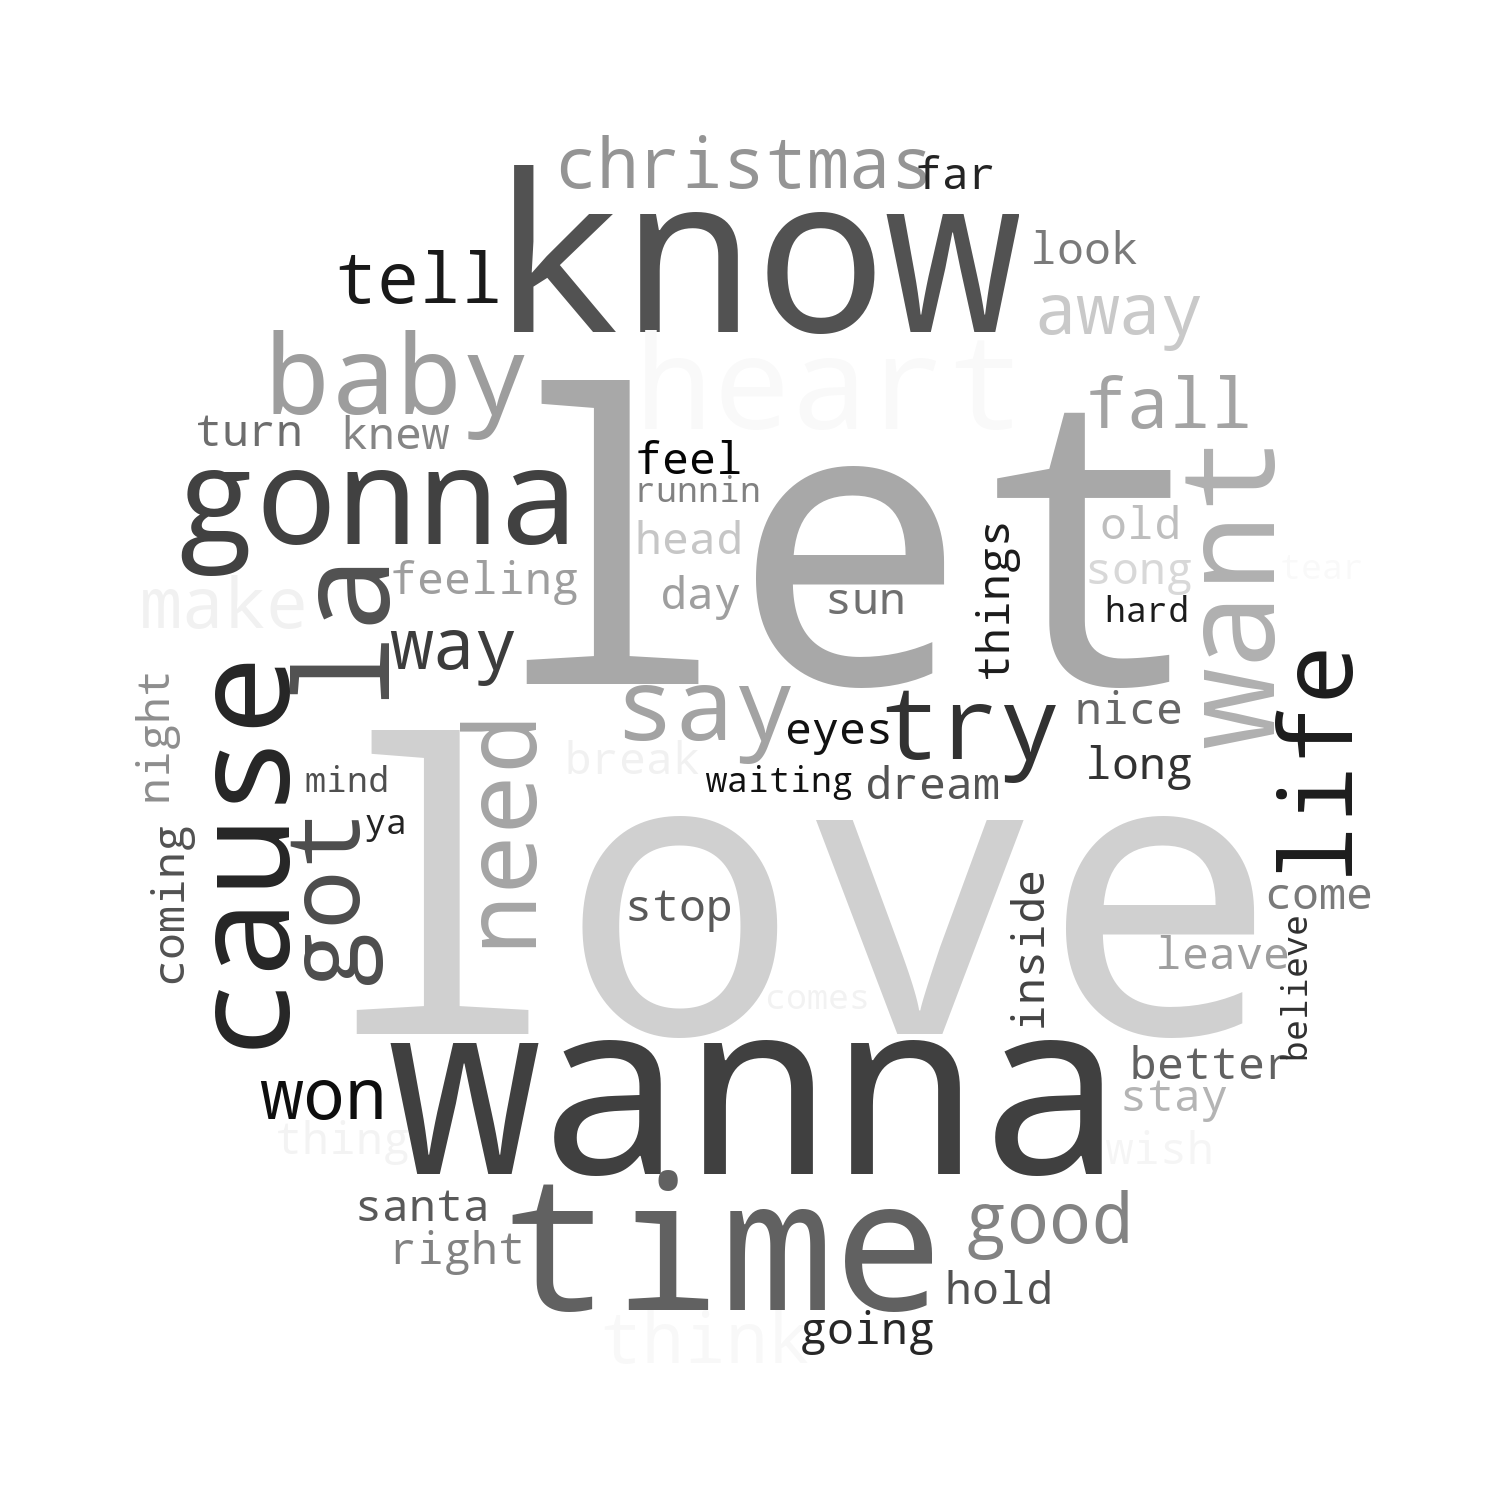 christmas
far
know
look
tell
away
baby
heart
let
fall
turn
knew
feel
want
gonna
runnin
head
things
old
la
feeling
song
tear
make
day
sun
hard
way
cause
say
life
night
need
eyes
try
nice
love
break
long
mind
waiting
dream
ya
got
coming
stop
inside
come
leave
believe
comes
wanna
better
won
stay
thing
wish
time
santa
good
right
hold
think
going